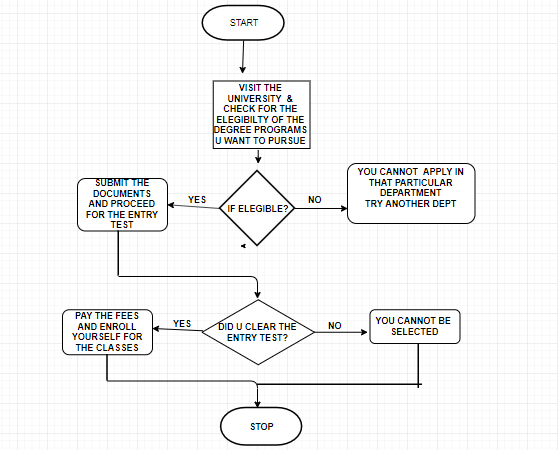 START
VISIT THE
UNIVERSITY &
CHECK FOR THE
ELEGIBILTY OF THE
DEGREE PROGRAMS
U WANT TO PURSUE
YOU CANNOT APPLY IN
THAT PARTICULAR
DEPARTMENT
TRY ANOTHER DEPT
SUBMIT THE
DOCUMENTS
AND PROCEED
FOR THE ENTRY
TEST
YES
IF ELEGIBLE?
NO
PAY THE FEES
AND ENROLL
YOURSELF FOR
THE CLASSES
YES
DID U CLEAR THE
ENTRY TEST?
NO
YOU CANNOT BE
SELECTED
STOP